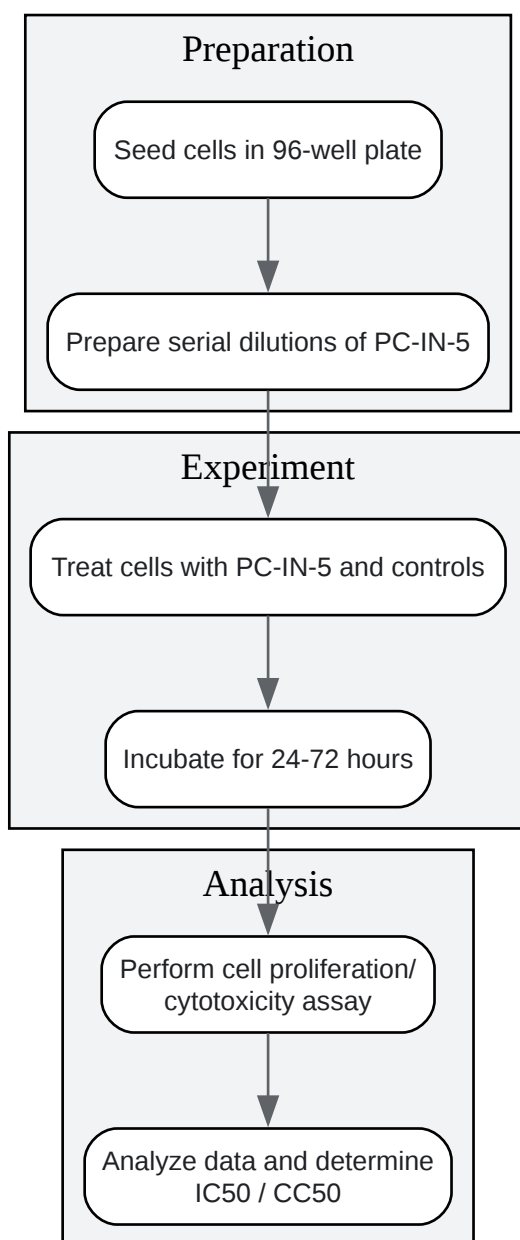 Preparation
Seed cells in 96-well plate
Prepare serial dilutions of PC-IN-5
Experiment
Treat cells with PC-IN-5 and controls
Incubate for 24-72 hours
Analysis
Perform cell proliferation/
cytotoxicity assay
Analyze data and determine
IC50 / CC50